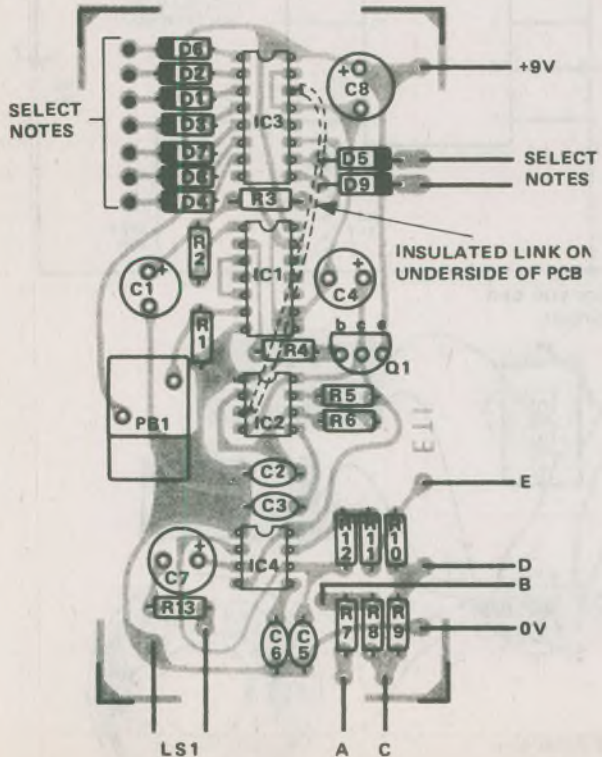 D6
D2
D1
D3
D7
D8
D4
SELECT
NOTES
IC3
+
C8
+9V
D5
D9
SELECT
NOTES
R3
INSULATED LINK ON
UNDERSIDE OF PCB
R2
C1
+
IC1
C4
+
R1
R4
b c e
Q1
PB1
IC2
R5
R6
ETI
C2
C3
E
R12
R11
R10
C7
+
IC4
D
B
R13
C6
C5
R7
R8
R9
0V
LS1
A
C